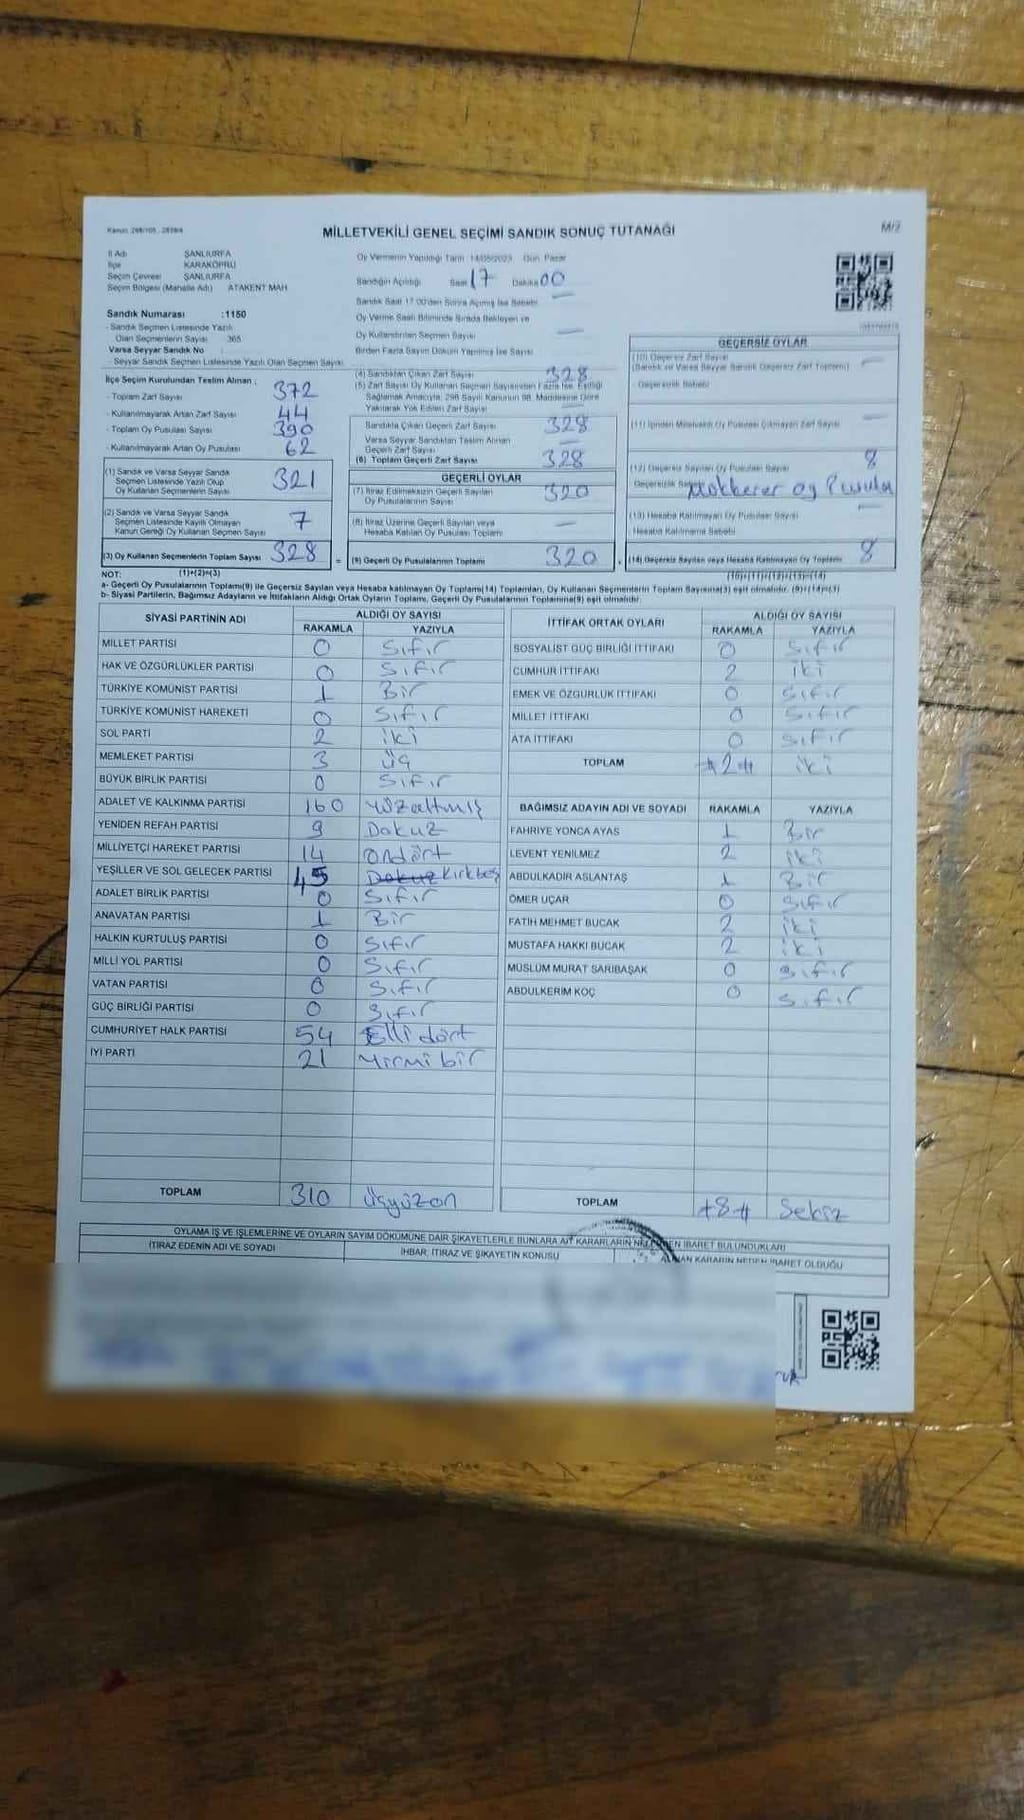 Kanun: 298/105, 2839/4
MİLLETVEKİLİ GENEL SEÇİMİ SANDIK SONUÇ TUTANAĞI
M/2
İl Adı ŞANLIURFA
İlçe KARAKÖPRÜ
Seçim Çevresi ŞANLIURFA
Seçim Bölgesi (Mahalle Adı) ATAKENT MAH
Sandık Numarası :1150
- Sandık Seçmen Listesinde Yazılı
Olan Seçmenlerin Sayısı 365
Varsa Seyyar Sandık No
- Seyyar Sandık Seçmen Listesinde Yazılı Olan Seçmen Sayısı
Oy Vermenin Yapıldığı Tarih 14/05/2023 Gün Pazar
Sandığın Açıldığı Saat 17 Dakika 00
Sandık Saat 17:00'den Sonra Açılmış İse Sebebi —
Oy Verme Saati Bitiminde Sırada Bekleyen ve
Oy Kullandırılan Seçmen Sayısı —
Birden Fazla Sayım Döküm Yapılmış İse Sayısı
İlçe Seçim Kurulundan Teslim Alınan :
- Toplam Zarf Sayısı 372
- Kullanılmayarak Artan Zarf Sayısı 44
- Toplam Oy Pusulası Sayısı 390
- Kullanılmayarak Artan Oy Pusulası 62
(4) Sandıktan Çıkan Zarf Sayısı 328
(5) Zarf Sayısı Oy Kullanan Seçmen Sayısından Fazla İse, Eşitliği
Sağlamak Amacıyla, 298 Sayılı Kanunun 98. Maddesine Göre
Yakılarak Yok Edilen Zarf Sayısı —
Sandıkta Çıkan Geçerli Zarf Sayısı 328
Varsa Seyyar Sandıktan Teslim Alınan
Geçerli Zarf Sayısı —
(6) Toplam Geçerli Zarf Sayısı 328
GEÇERSİZ OYLAR
(10) Geçersiz Zarf Sayısı —
(Sandık ve Varsa Seyyar Sandık Geçersiz Zarf Toplamı)
Geçersizlik Sebebi
(11) İçinden Milletvekili Oy Pusulası Çıkmayan Zarf Sayısı —
(12) Geçersiz Sayılan Oy Pusulası Sayısı 8
Geçersizlik Sebebi Mükkerer oy Pusula
(13) Hesaba Katılmayan Oy Pusulası Sayısı —
Hesaba Katılmama Sebebi
(14) Geçersiz Sayılan veya Hesaba Katılmayan Oy Toplamı 8
(10)+(11)+(12)+(13)=(14)
(1) Sandık ve Varsa Seyyar Sandık
Seçmen Listesinde Yazılı Olup
Oy Kullanan Seçmenlerin Sayısı 321
(2) Sandık ve Varsa Seyyar Sandık
Seçmen Listesinde Kayıtlı Olmayan
Kanun Gereği Oy Kullanan Seçmen Sayısı 7
(3) Oy Kullanan Seçmenlerin Toplam Sayısı 328 =
(1)+(2)=(3)
GEÇERLİ OYLAR
(7) İtiraz Edilmeksizin Geçerli Sayılan
Oy Pusulalarının Sayısı 320
(8) İtiraz Üzerine Geçerli Sayılan veya
Hesaba Katılan Oy Pusulası Toplamı —
(9) Geçerli Oy Pusulalarının Toplamı 320
NOT:
a- Geçerli Oy Pusulalarının Toplamı(9) ile Geçersiz Sayılan veya Hesaba katılmayan Oy Toplamı(14) Toplamları, Oy Kullanan Seçmenlerin Toplam Sayısına(3) eşit olmalıdır. (9)+(14)=(3)
b- Siyasi Partilerin, Bağımsız Adayların ve İttifakların Aldığı Ortak Oyların Toplamı, Geçerli Oy Pusulalarının Toplamına(9) eşit olmalıdır.
SİYASİ PARTİNİN ADI ALDIĞI OY SAYISI
RAKAMLA YAZIYLA
MİLLET PARTİSİ 0 Sıfır
HAK VE ÖZGÜRLÜKLER PARTİSİ 0 Sıfır
TÜRKİYE KOMÜNİST PARTİSİ 1 Bir
TÜRKİYE KOMÜNİST HAREKETİ 0 Sıfır
SOL PARTİ 2 iki
MEMLEKET PARTİSİ 3 üç
BÜYÜK BİRLİK PARTİSİ 0 Sıfır
ADALET VE KALKINMA PARTİSİ 160 Yüzaltmış
YENİDEN REFAH PARTİSİ 9 Dokuz
MİLLİYETÇİ HAREKET PARTİSİ 14 Ondört
YEŞİLLER VE SOL GELECEK PARTİSİ 45 Dokuz Kırkbeş
ADALET BİRLİK PARTİSİ 0 Sıfır
ANAVATAN PARTİSİ 1 Bir
HALKIN KURTULUŞ PARTİSİ 0 Sıfır
MİLLİ YOL PARTİSİ 0 Sıfır
VATAN PARTİSİ 0 Sıfır
GÜÇ BİRLİĞİ PARTİSİ 0 Sıfır
CUMHURİYET HALK PARTİSİ 54 Elli dört
İYİ PARTİ 21 Yirmi bir
TOPLAM 310 üçyüzon
İTTİFAK ORTAK OYLARI ALDIĞI OY SAYISI
RAKAMLA YAZIYLA
SOSYALİST GÜÇ BİRLİĞİ İTTİFAKI 0 Sıfır
CUMHUR İTTİFAKI 2 iki
EMEK VE ÖZGÜRLÜK İTTİFAKI 0 Sıfır
MİLLET İTTİFAKI 0 Sıfır
ATA İTTİFAKI 0 Sıfır
TOPLAM #2# iki
BAĞIMSIZ ADAYIN ADI VE SOYADI RAKAMLA YAZIYLA
FAHRİYE YONCA AYAS 1 Bir
LEVENT YENİLMEZ 2 iki
ABDULKADİR ASLANTAŞ 1 Bir
ÖMER UÇAR 0 Sıfır
FATİH MEHMET BUCAK 2 iki
MUSTAFA HAKKI BUCAK 2 iki
MÜSLÜM MURAT SARIBAŞAK 0 Sıfır
ABDULKERİM KOÇ 0 Sıfır
TOPLAM #8# Sekiz
OYLAMA İŞ VE İŞLEMLERİNE VE OYLARIN SAYIM DÖKÜMÜNE DAİR ŞİKAYETLERLE BUNLARA AİT KARARLARIN NELERDEN İBARET BULUNDUKLARI
İTİRAZ EDENİN ADI VE SOYADI
İHBAR, İTİRAZ VE ŞİKAYETİN KONUSU
ALINAN KARARIN NEDEN İBARET OLDUĞU